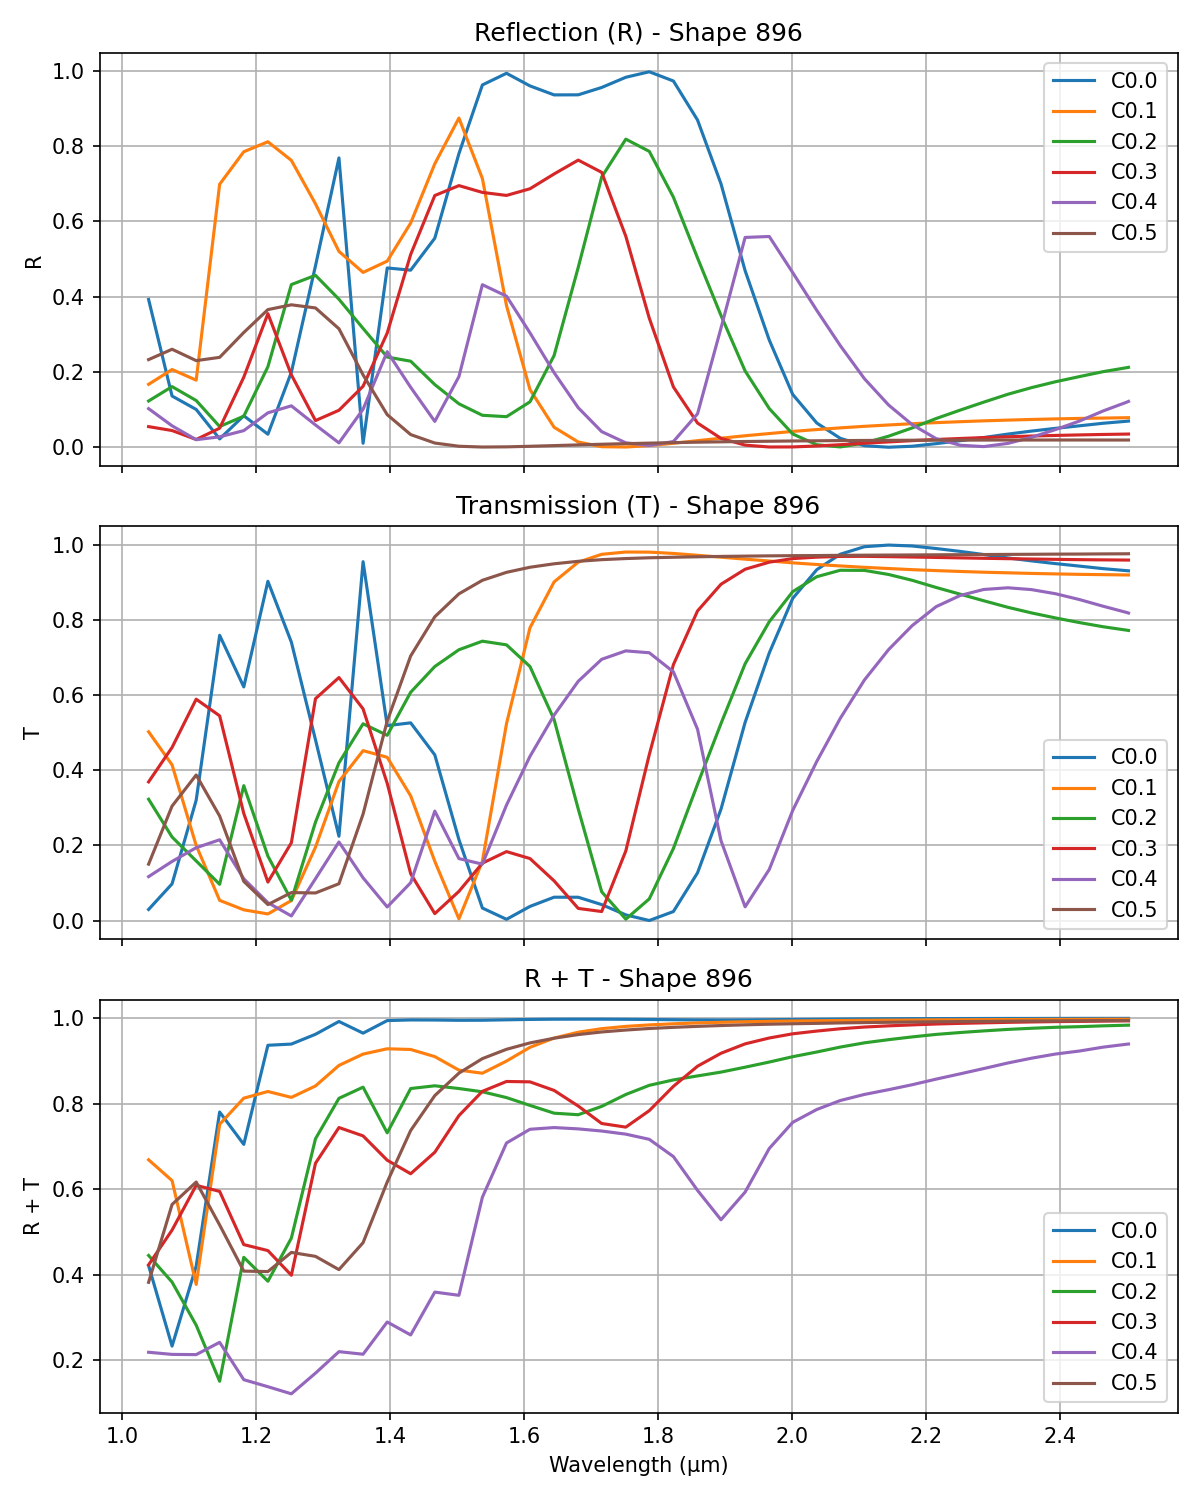 Reflection (R) - Shape 896
1.0
0.8
0.6
0.4
0.2
0.0
R
C0.0
C0.1
C0.2
C0.3
C0.4
C0.5
Transmission (T) - Shape 896
1.0
0.8
0.6
0.4
0.2
0.0
T
C0.0
C0.1
C0.2
C0.3
C0.4
C0.5
R + T - Shape 896
1.0
0.8
0.6
0.4
0.2
R + T
C0.0
C0.1
C0.2
C0.3
C0.4
C0.5
1.0 1.2 1.4 1.6 1.8 2.0 2.2 2.4
Wavelength (μm)